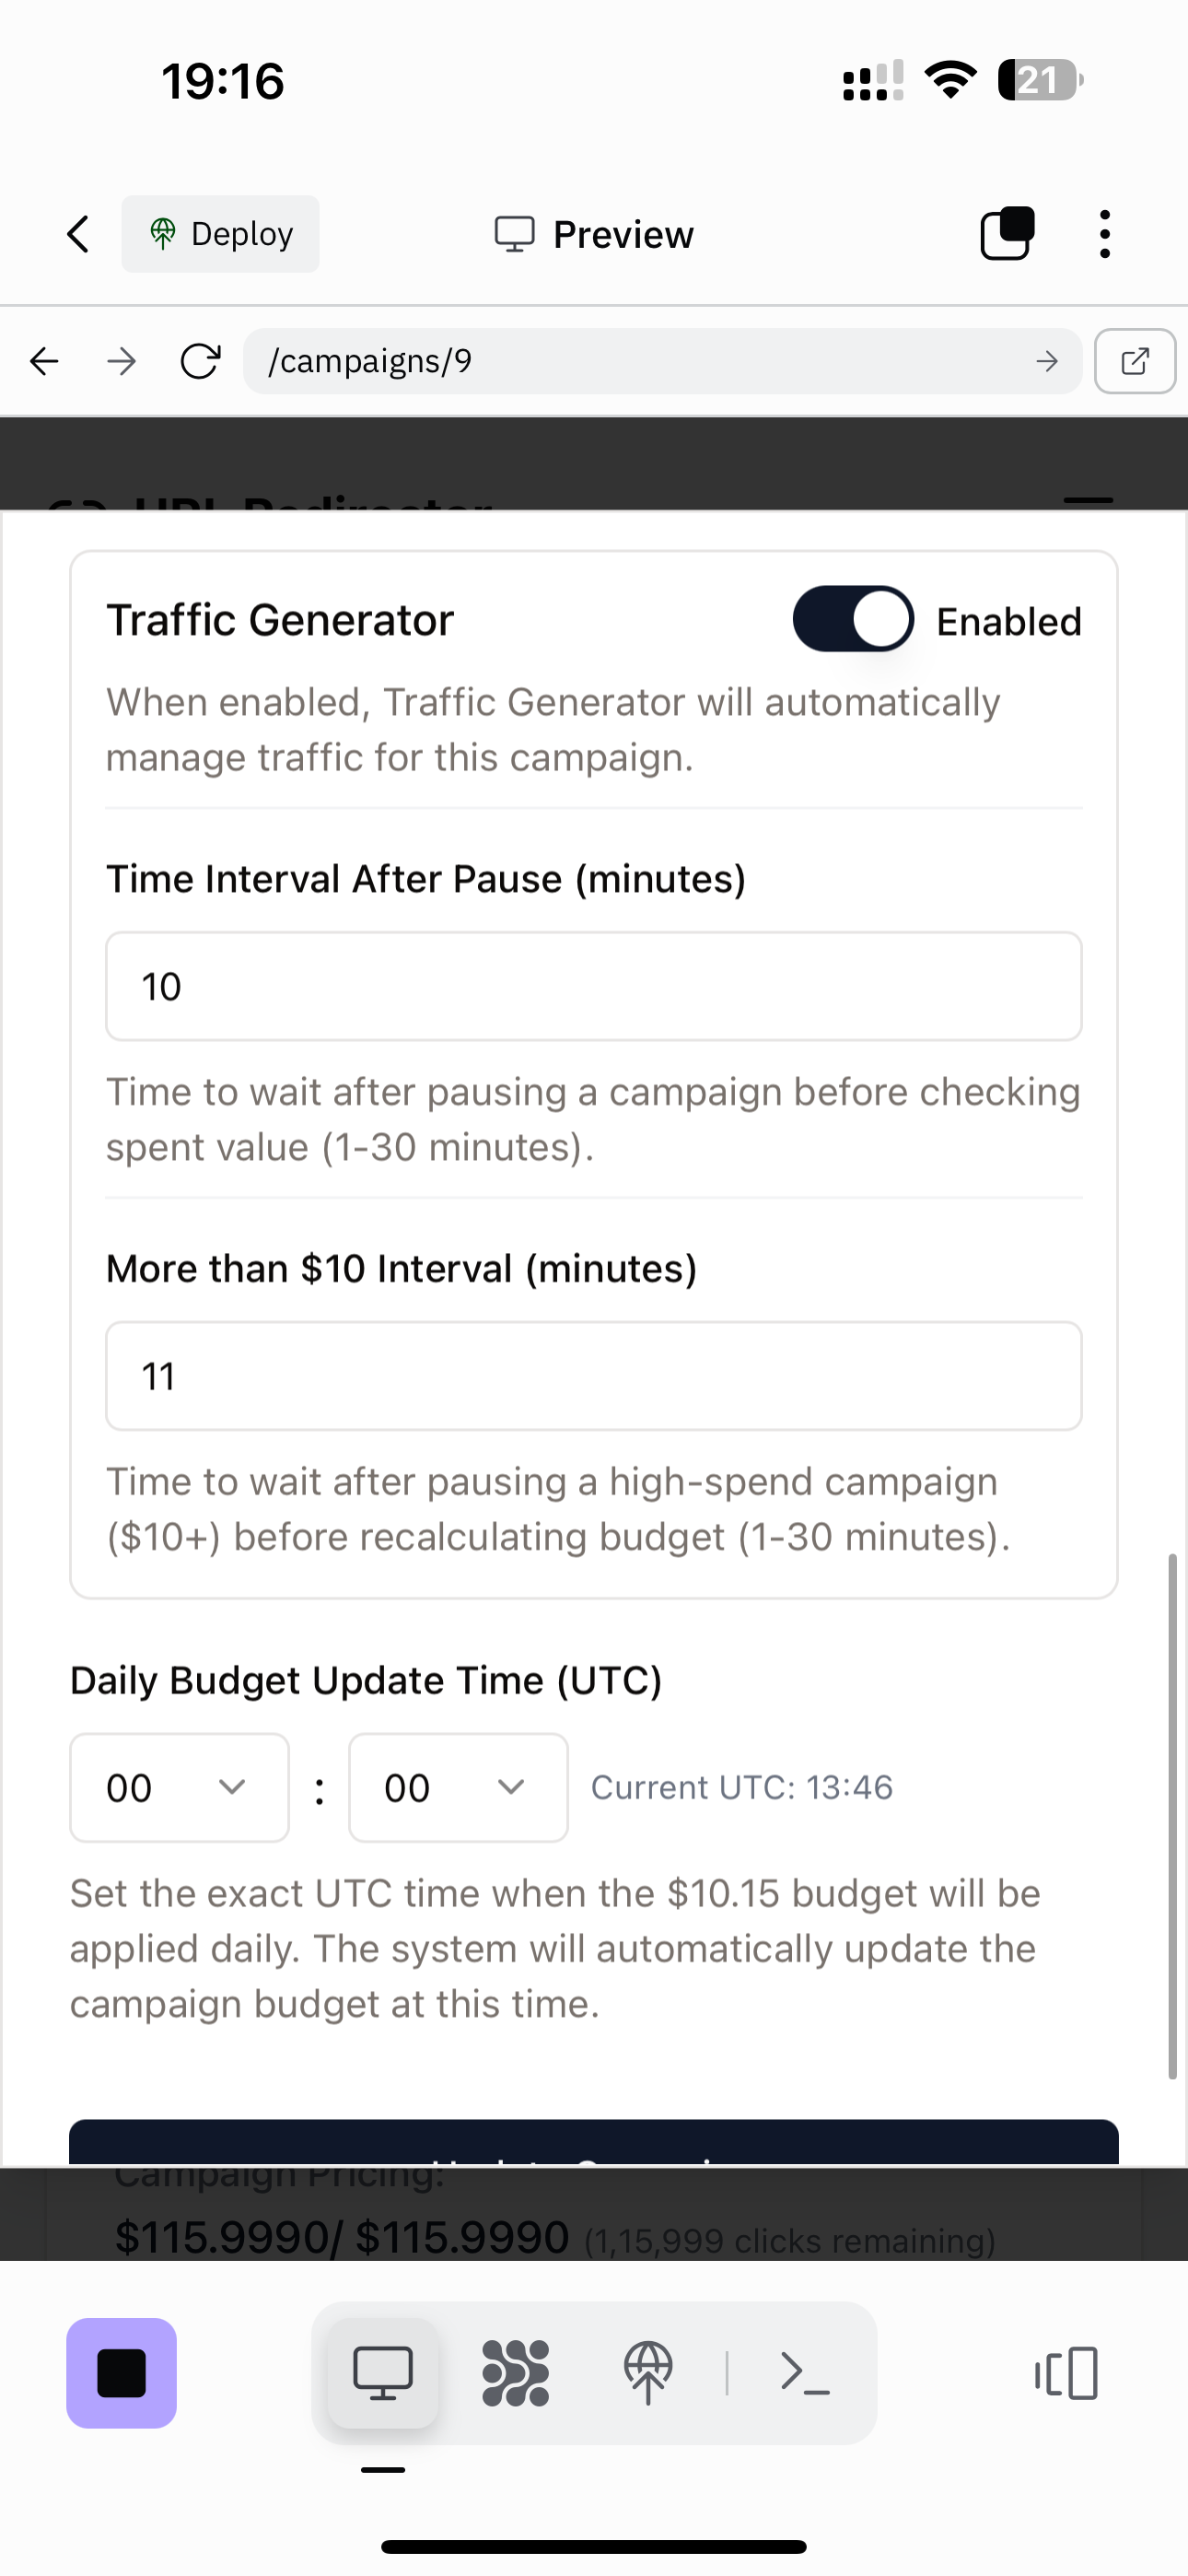 19:16
21
Deploy
Preview
/campaigns/9
URL Redirector
Traffic Generator
Enabled
When enabled, Traffic Generator will automatically
manage traffic for this campaign.
Time Interval After Pause (minutes)
10
Time to wait after pausing a campaign before checking
spent value (1-30 minutes).
More than $10 Interval (minutes)
11
Time to wait after pausing a high-spend campaign
($10+) before recalculating budget (1-30 minutes).
Daily Budget Update Time (UTC)
00 : 00 Current UTC: 13:46
Set the exact UTC time when the $10.15 budget will be
applied daily. The system will automatically update the
campaign budget at this time.
Update Campaign
Campaign Pricing:
$115.9990/ $115.9990 (1,15,999 clicks remaining)